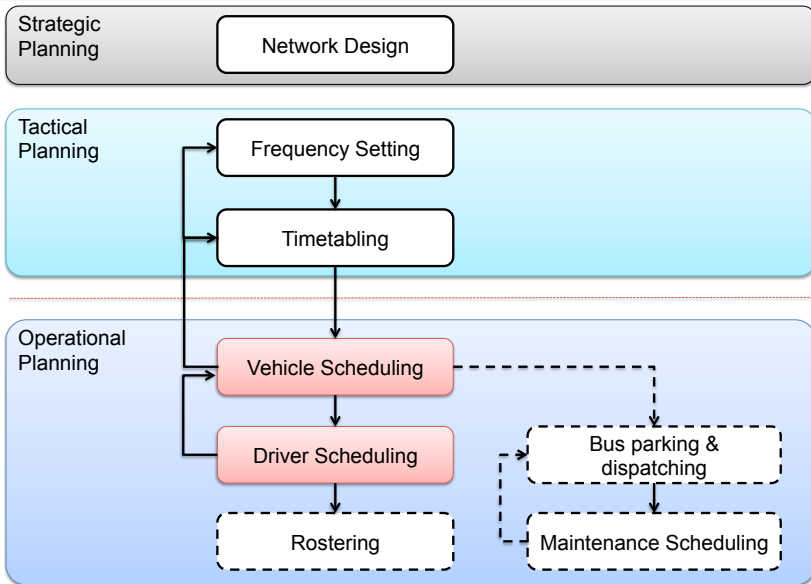 Strategic
Planning
Network Design
Tactical
Planning
Frequency Setting
Timetabling
Operational
Planning
Vehicle Scheduling
Driver Scheduling
Bus parking &
dispatching
Rostering
Maintenance Scheduling